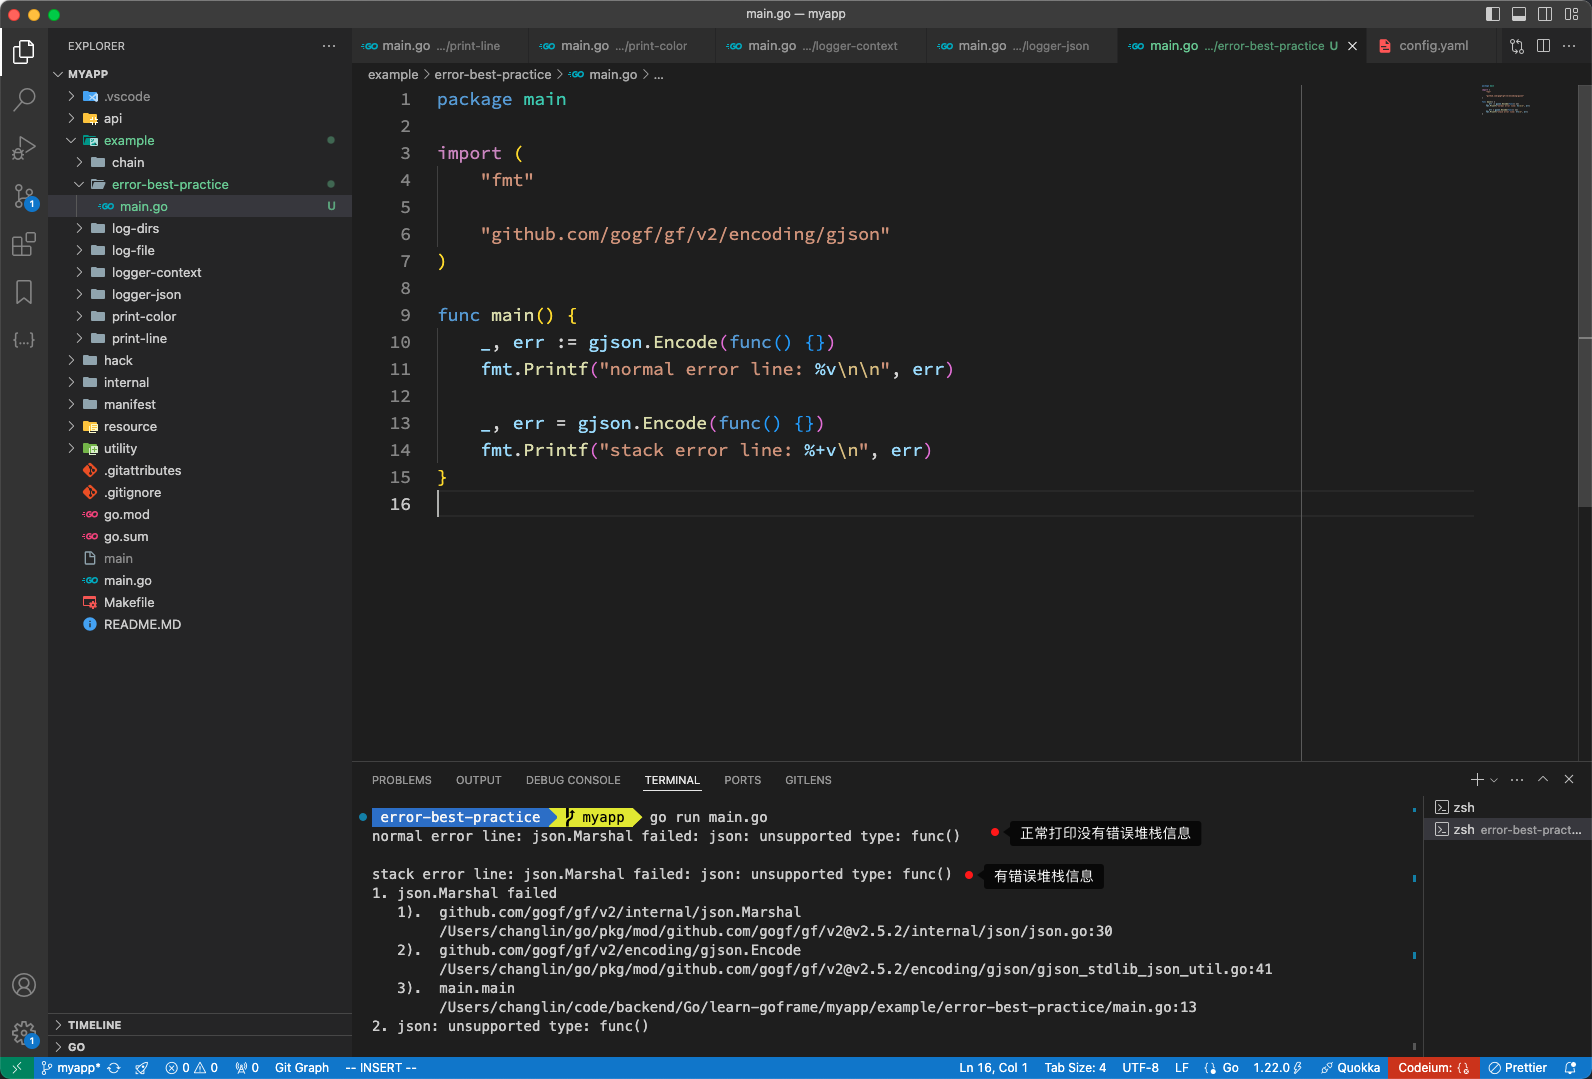 main.go — myapp
EXPLORER
MYAPP
.vscode
api
example
chain
error-best-practice
main.go U
log-dirs
log-file
logger-context
logger-json
print-color
print-line
hack
internal
manifest
resource
utility
.gitattributes
.gitignore
go.mod
go.sum
main
main.go
Makefile
README.MD
TIMELINE
GO
main.go .../print-line
main.go .../print-color
main.go .../logger-context
main.go .../logger-json
main.go .../error-best-practice U
config.yaml
example > error-best-practice > main.go > ...
1 package main
2
3 import (
4 "fmt"
5
6 "github.com/gogf/gf/v2/encoding/gjson"
7 )
8
9 func main() {
10 _, err := gjson.Encode(func() {})
11 fmt.Printf("normal error line: %v\n\n", err)
12
13 _, err = gjson.Encode(func() {})
14 fmt.Printf("stack error line: %+v\n", err)
15 }
16
PROBLEMS OUTPUT DEBUG CONSOLE TERMINAL PORTS GITLENS
error-best-practice myapp go run main.go
normal error line: json.Marshal failed: json: unsupported type: func()
正常打印没有错误堆栈信息
stack error line: json.Marshal failed: json: unsupported type: func()
有错误堆栈信息
1. json.Marshal failed
1). github.com/gogf/gf/v2/internal/json.Marshal
/Users/changlin/go/pkg/mod/github.com/gogf/gf/v2@v2.5.2/internal/json/json.go:30
2). github.com/gogf/gf/v2/encoding/gjson.Encode
/Users/changlin/go/pkg/mod/github.com/gogf/gf/v2@v2.5.2/encoding/gjson/gjson_stdlib_json_util.go:41
3). main.main
/Users/changlin/code/backend/Go/learn-goframe/myapp/example/error-best-practice/main.go:13
2. json: unsupported type: func()
zsh
zsh error-best-pract...
1
1
myapp* 0 0 0 Git Graph -- INSERT -- Ln 16, Col 1 Tab Size: 4 UTF-8 LF Go 1.22.0 Quokka Codeium: {} Prettier